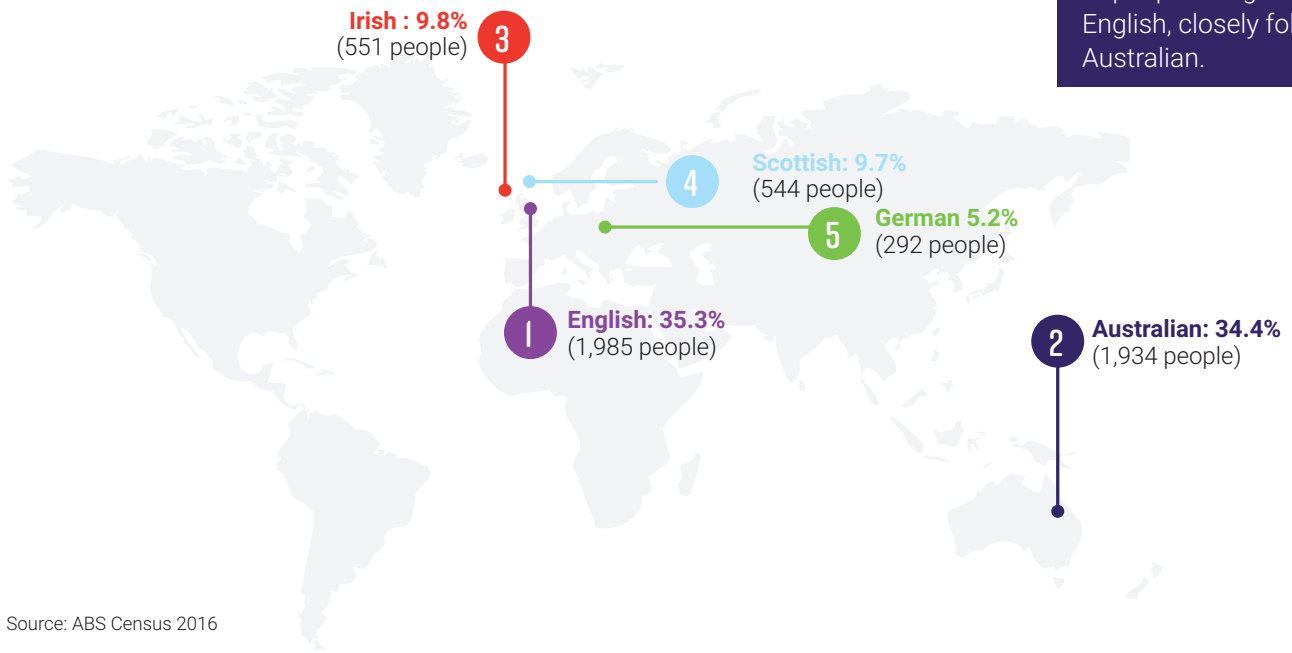 Irish : 9.8%
(551 people)
3
English, closely
Australian.
Scottish: 9.7%
(544 people)
4
German 5.2%
(292 people)
5
English: 35.3%
(1,985 people)
1
Australian: 34.4%
(1,934 people)
2
Source: ABS Census 2016